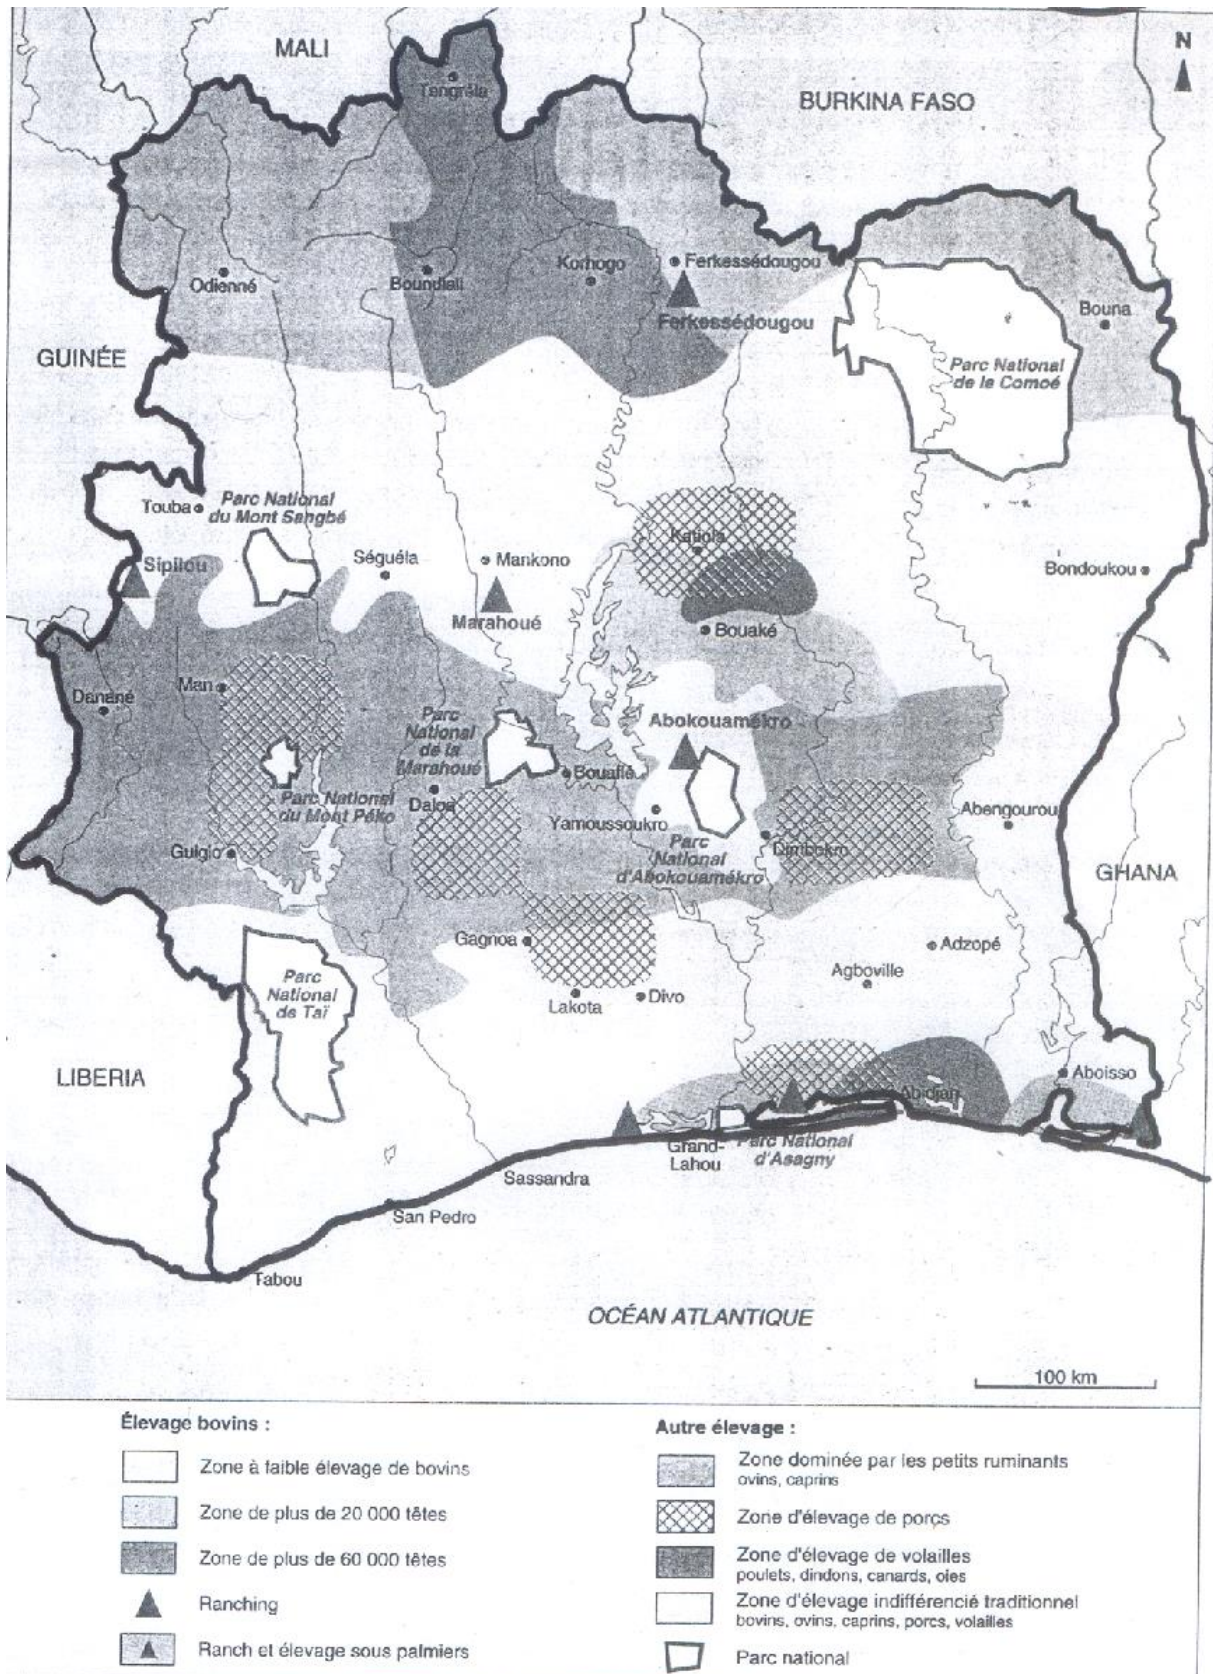 MALI
N
BURKINA FASO
Tengréla
Odienné
Boundiali
Korhogo
Ferkessédougou
Ferkessédougou
Bouna
GUINÉE
Parc National
de la Comoé
Touba
Parc National
du Mont Sangbé
Sipilou
Séguéla
Mankono
Marahoué
Katiola
Bouaké
Bondoukou
Man
Danané
Parc
National
de la
Marahoué
Abokouamékro
Bouaflé
Parc National
du Mont Péko
Daloa
Yamoussoukro
Parc
National
d'Abokouamékro
Dimbokro
Abengourou
Guiglo
GHANA
Gagnoa
Adzopé
Agboville
Parc
National
de Taï
Lakota
Divo
LIBERIA
Aboisso
Abidjan
Grand-
Lahou
Parc National
d'Asagny
Sassandra
San Pedro
Tabou
OCÉAN ATLANTIQUE
100 km
Élevage bovins :
Zone à faible élevage de bovins
Zone de plus de 20 000 têtes
Zone de plus de 60 000 têtes
Ranching
Ranch et élevage sous palmiers
Autre élevage :
Zone dominée par les petits ruminants
ovins, caprins
Zone d'élevage de porcs
Zone d'élevage de volailles
poulets, dindons, canards, oies
Zone d'élevage indifférencié traditionnel
bovins, ovins, caprins, porcs, volailles
Parc national